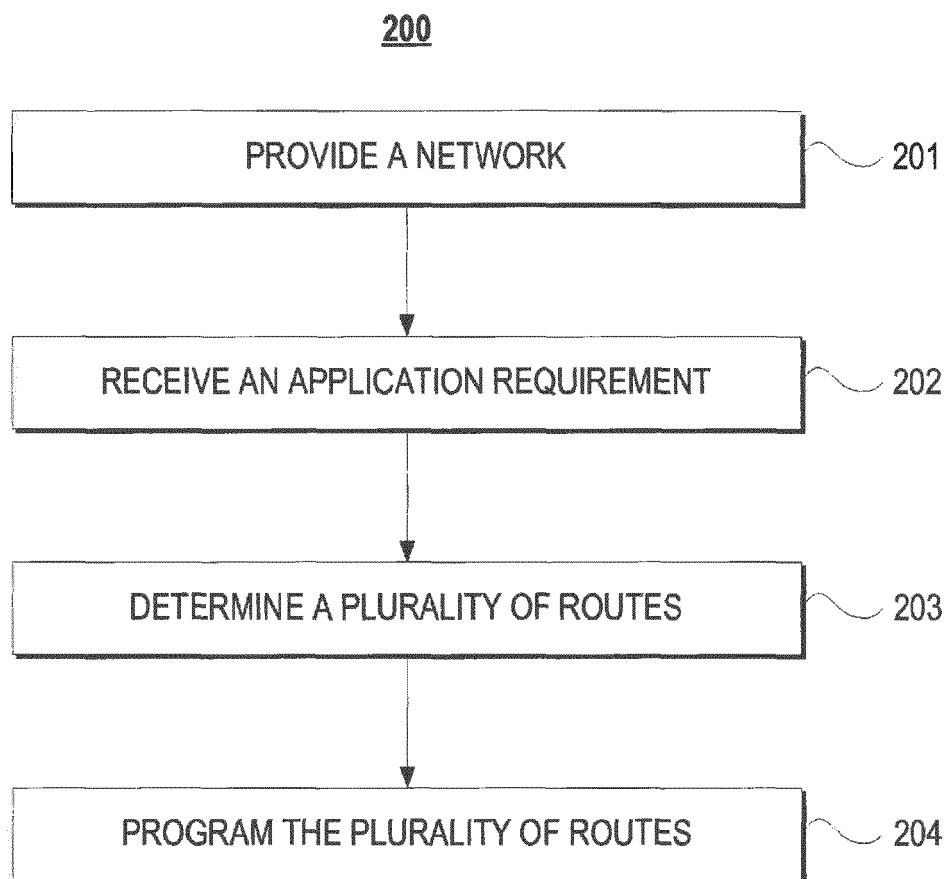 200
PROVIDE A NETWORK
201
RECEIVE AN APPLICATION REQUIREMENT
202
DETERMINE A PLURALITY OF ROUTES
203
PROGRAM THE PLURALITY OF ROUTES
204